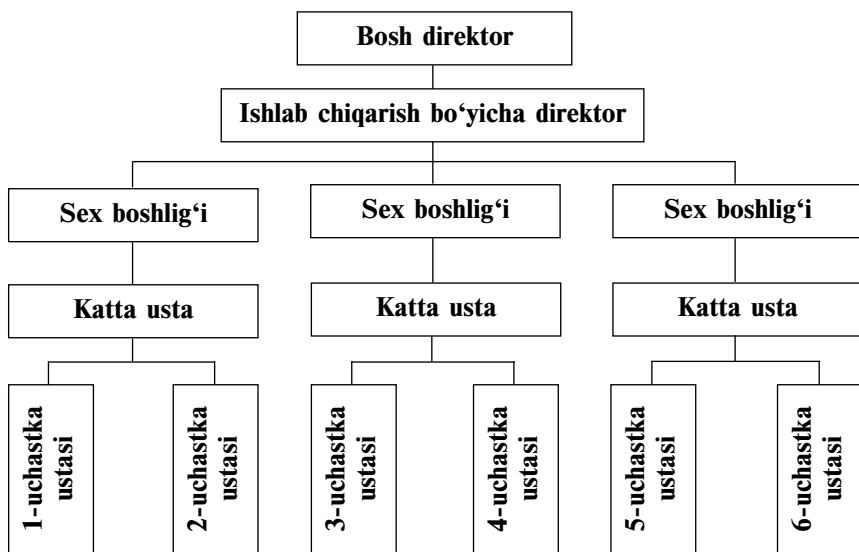 Bosh direktor
Ishlab chiqarish bo‘yicha direktor
Sex boshlig‘i
Sex boshlig‘i
Sex boshlig‘i
Katta usta
Katta usta
Katta usta
1-uchastka
ustasi
2-uchastka
ustasi
3-uchastka
ustasi
4-uchastka
ustasi
5-uchastka
ustasi
6-uchastka
ustasi